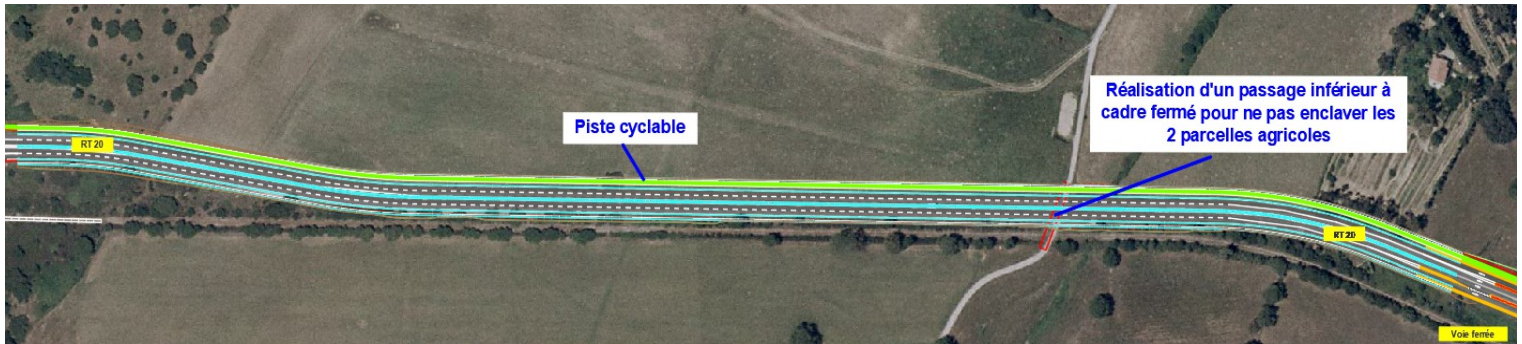 Réalisation d'un passage inférieur à
cadre fermé pour ne pas enclaver les
2 parcelles agricoles
Piste cyclable
RT 20
RT 20
Voie ferrée